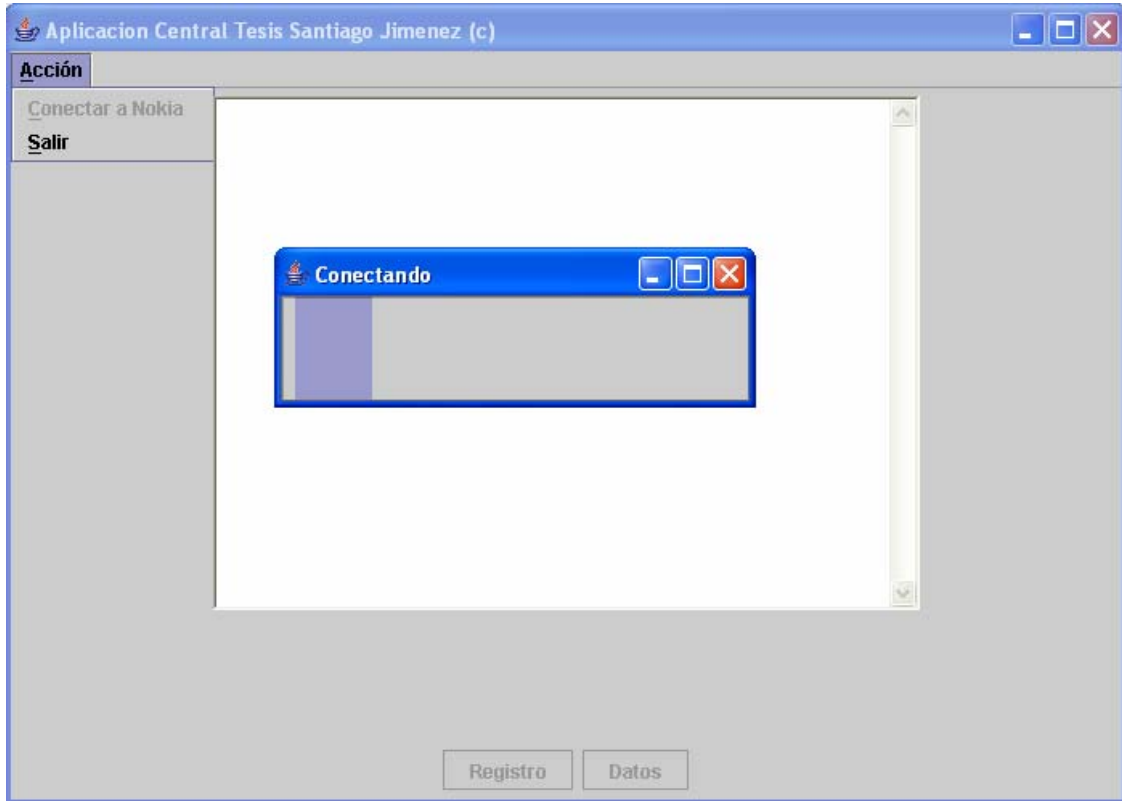 Aplicacion Central Tesis Santiago Jimenez (c)
Acción
Conectar a Nokia
Salir
Conectando
Registro
Datos